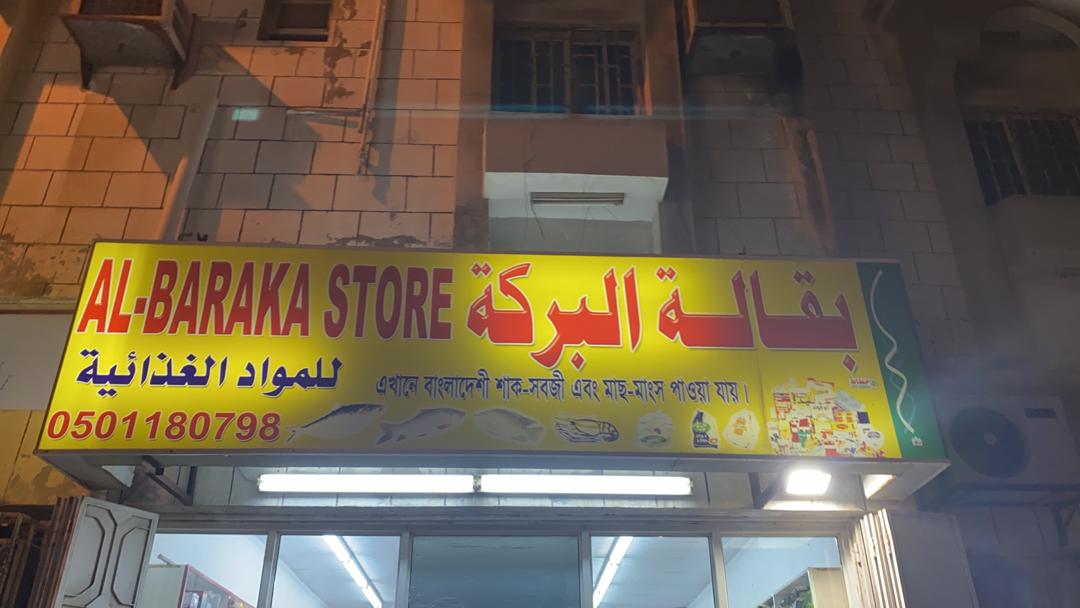 AL-BARAKA STORE بقالة البركة
للمواد الغذائية
এখানে বাংলাদেশী শাক-সবজী এবং মাছ-মাংস পাওয়া যায়।
0501180798